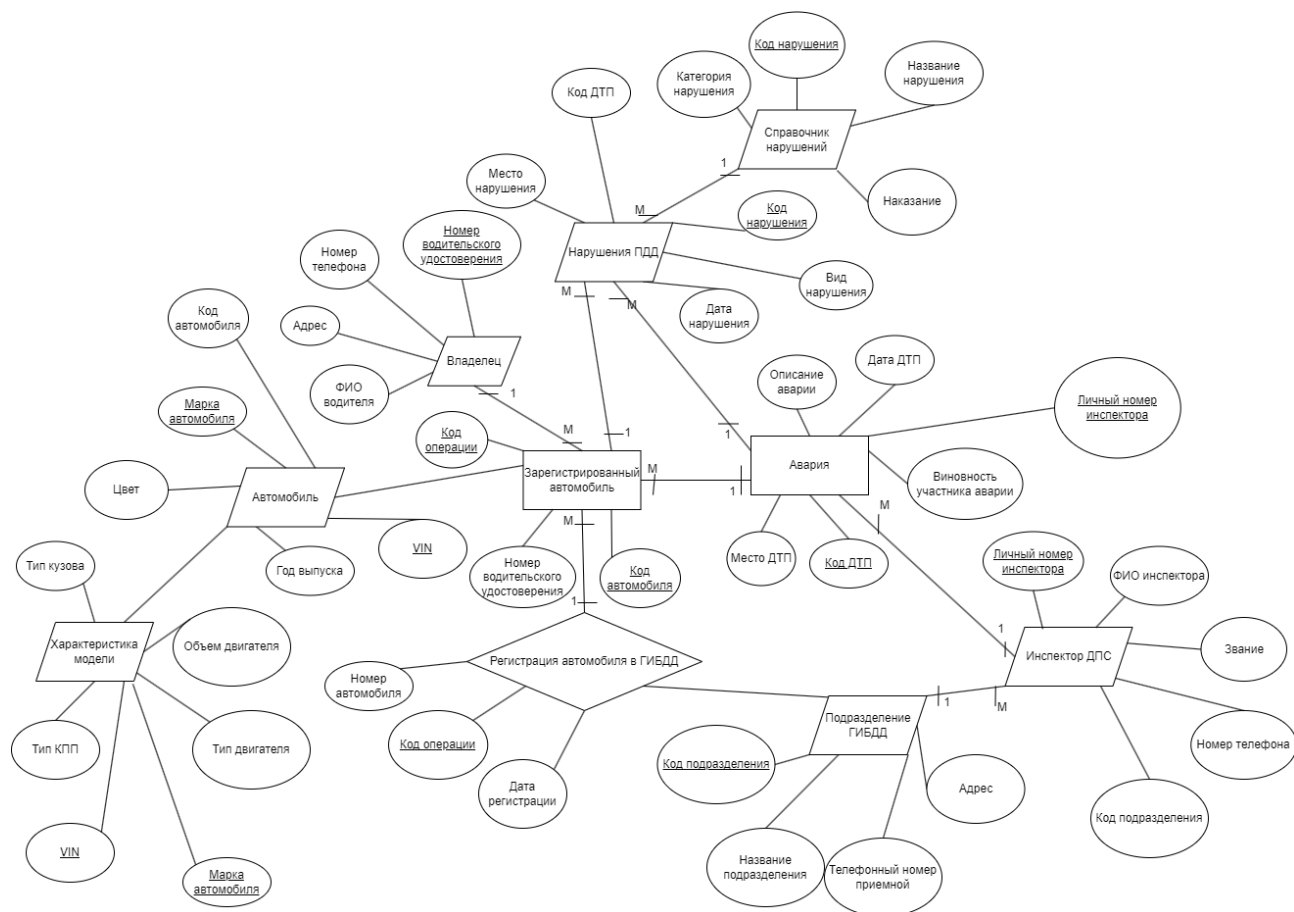 Код нарушения
Категория
нарушения
Название
нарушения
Код ДТП
Справочник
нарушений
1
Место
нарушения
Наказание
М
Код
нарушения
Номер
водительского
удостоверения
Номер
телефона
Нарушения ПДД
Вид
нарушения
М
М
Код
автомобиля
Адрес
Дата
нарушения
Владелец
Описание
аварии
Дата ДТП
ФИО
водителя
1
Личный номер
инспектора
Марка
автомобиля
Код
операции
М
1
1
Зарегистрированный
автомобиль
М
Авария
Виновность
участника аварии
Цвет
Автомобиль
1
М
М
VIN
Место ДТП
Код ДТП
Личный номер
инспектора
Тип кузова
Год выпуска
Номер
водительского
удостоверения
Код
автомобиля
ФИО инспектора
1
1
Характеристика
модели
Объем двигателя
Регистрация автомобиля в ГИБДД
Инспектор ДПС
Звание
Номер
автомобиля
1
М
Подразделение
ГИБДД
Тип КПП
Тип двигателя
Код операции
Код подразделения
Номер телефона
Дата
регистрации
Адрес
Код подразделения
VIN
Название
подразделения
Телефонный номер
приемной
Марка
автомобиля